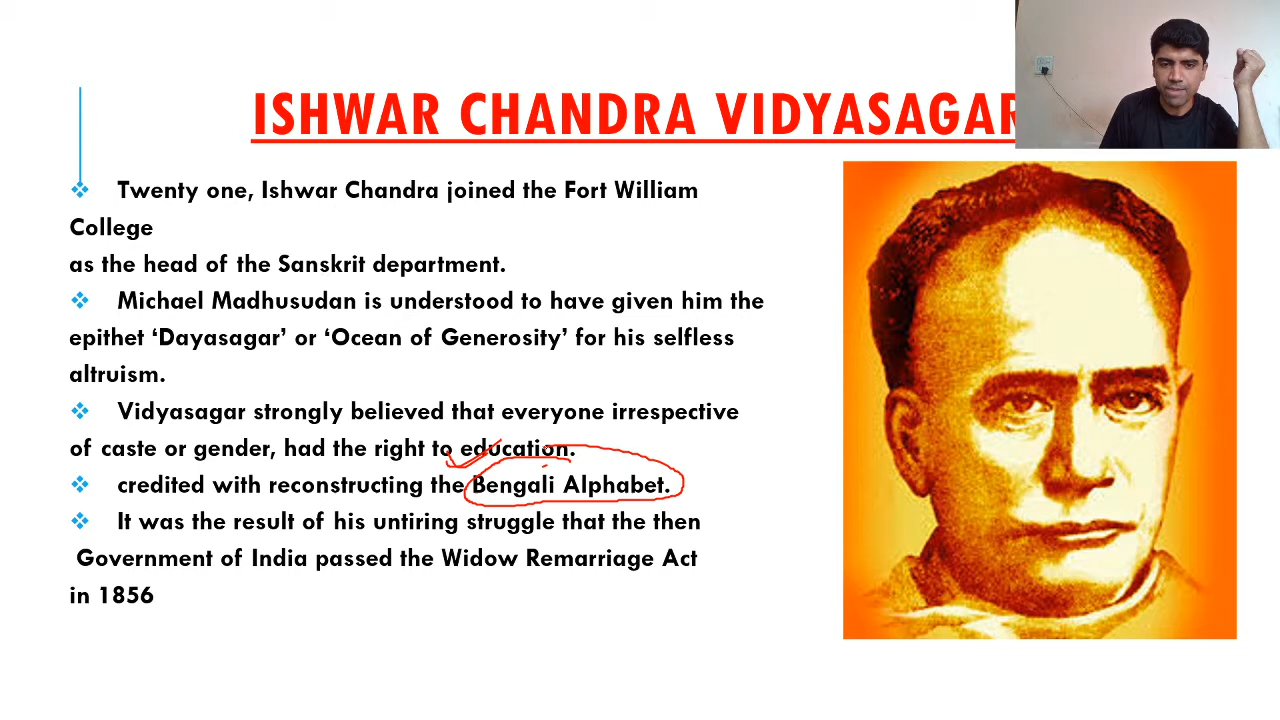 ISHWAR CHANDRA VIDYASAGAR
❖ Twenty one, Ishwar Chandra joined the Fort William
College
as the head of the Sanskrit department.
❖ Michael Madhusudan is understood to have given him the
epithet ‘Dayasagar’ or ‘Ocean of Generosity’ for his selfless
altruism.
❖ Vidyasagar strongly believed that everyone irrespective
of caste or gender, had the right to education.
❖ credited with reconstructing the Bengali Alphabet.
❖ It was the result of his untiring struggle that the then
Government of India passed the Widow Remarriage Act
in 1856